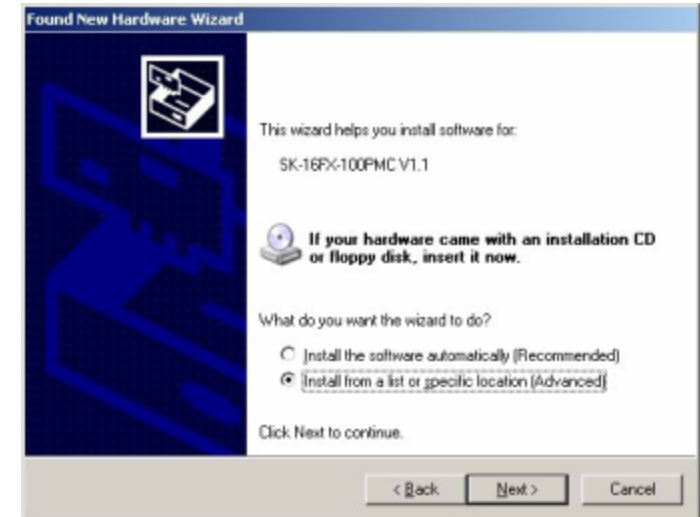 Found New Hardware Wizard
This wizard helps you install software for:
SK-16FX-100PMC V1.1
If your hardware came with an installation CD
or floppy disk, insert it now.
What do you want the wizard to do?
Install the software automatically (Recommended)
Install from a list or specific location (Advanced)
Click Next to continue.
< Back
Next >
Cancel